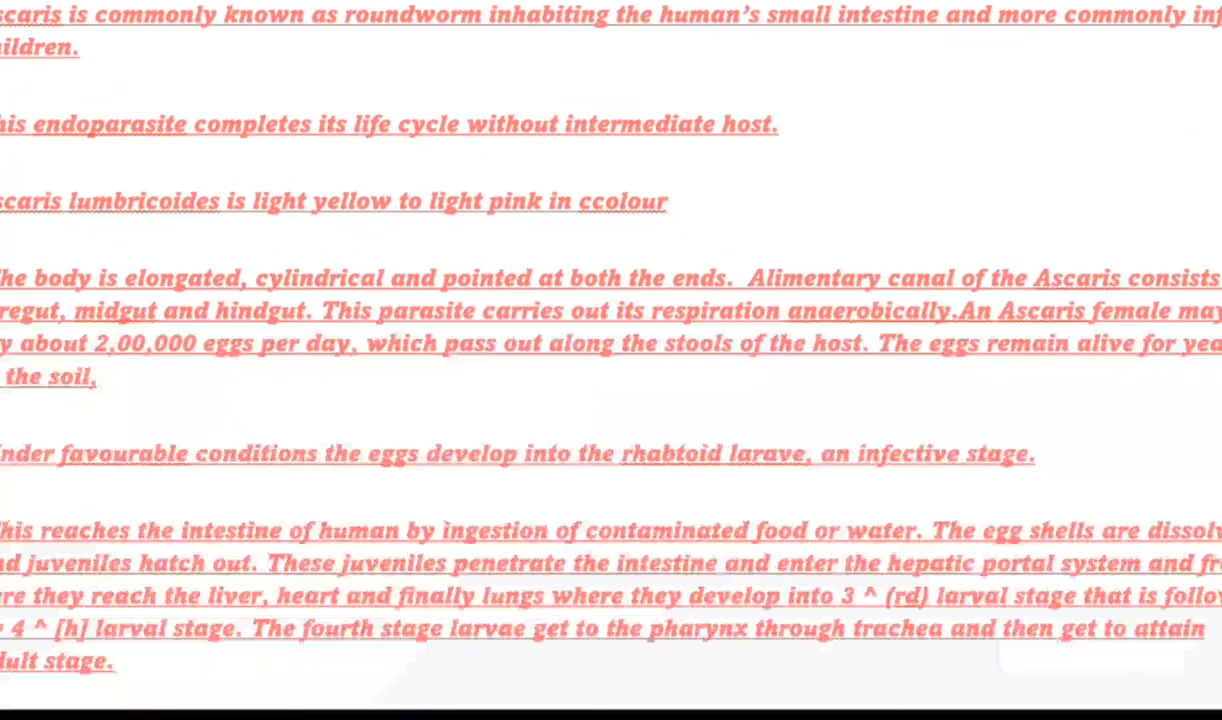 scaris is commonly known as roundworm inhabiting the human’s small intestine and more commonly inf
ildren.
his endoparasite completes its life cycle without intermediate host.
scaris lumbricoides is light yellow to light pink in ccolour
he body is elongated, cylindrical and pointed at both the ends. Alimentary canal of the Ascaris consists
regut, midgut and hindgut. This parasite carries out its respiration anaerobically.An Ascaris female may
y about 2,00,000 eggs per day, which pass out along the stools of the host. The eggs remain alive for yea
the soil,
nder favourable conditions the eggs develop into the rhabtoid larave, an infective stage.
his reaches the intestine of human by ingestion of contaminated food or water. The egg shells are dissolv
nd juveniles hatch out. These juveniles penetrate the intestine and enter the hepatic portal system and fr
ere they reach the liver, heart and finally lungs where they develop into 3 ^ (rd) larval stage that is follow
4 ^ [h] larval stage. The fourth stage larvae get to the pharynx through trachea and then get to attain
dult stage.